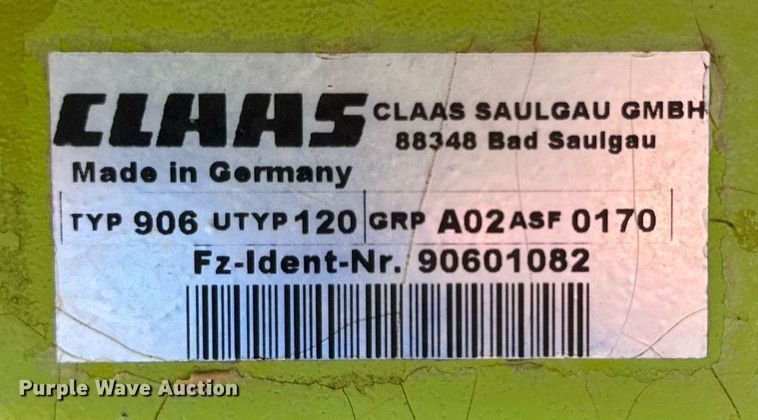 CLAAS CLAAS SAULGAU GMBH
88348 Bad Saulgau
Made in Germany
TYP 906 UTYP 120 GRP A02 ASF 0170
Fz-Ident-Nr. 90601082
Purple Wave Auction